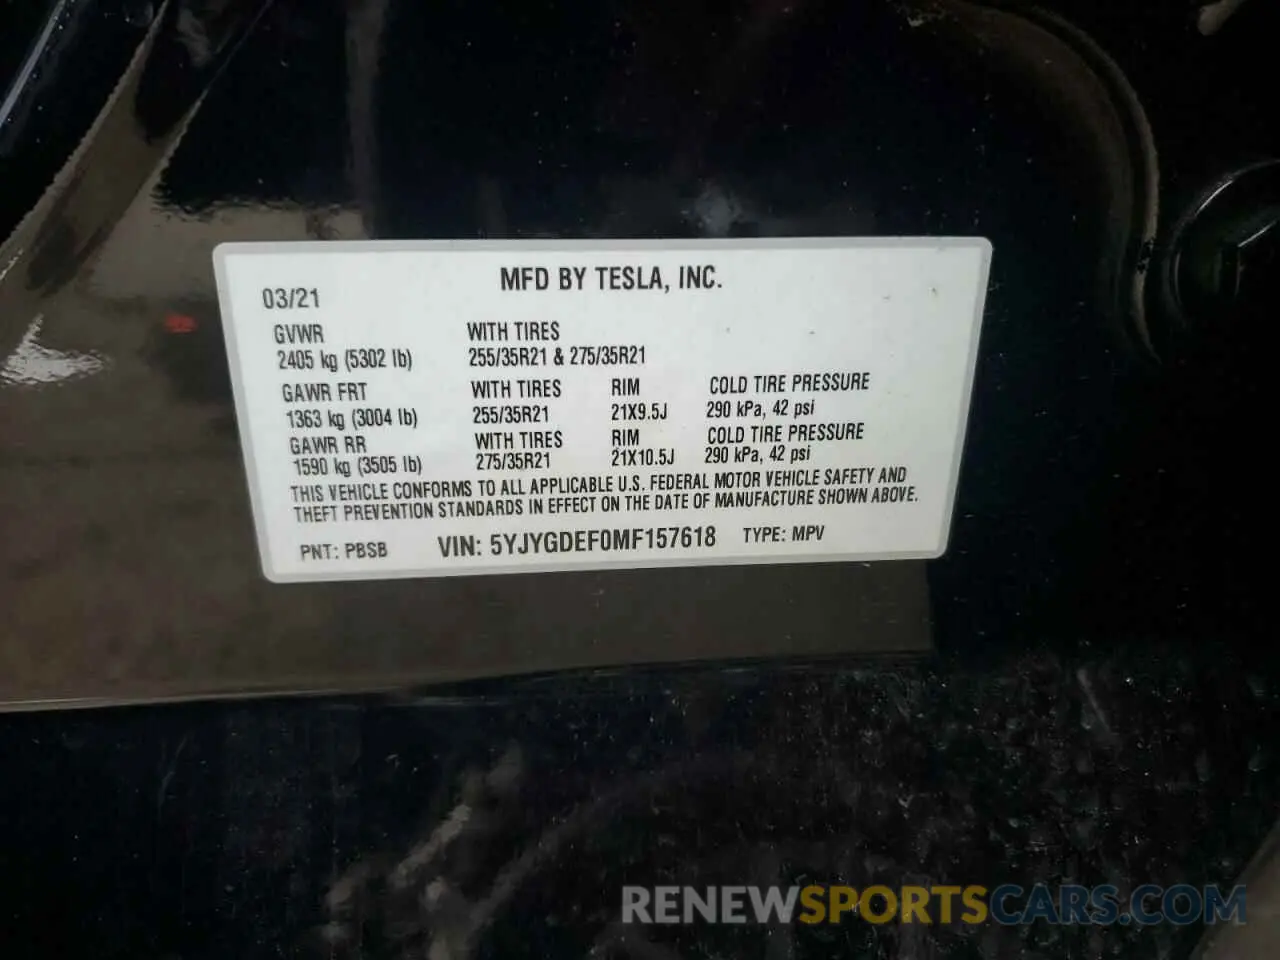 MFD BY TESLA, INC.
03/21
GVWR WITH TIRES
2405 kg (5302 lb) 255/35R21 & 275/35R21
GAWR FRT WITH TIRES RIM COLD TIRE PRESSURE
1363 kg (3004 lb) 255/35R21 21X9.5J 290 kPa, 42 psi
GAWR RR WITH TIRES RIM COLD TIRE PRESSURE
1590 kg (3505 lb) 275/35R21 21X10.5J 290 kPa, 42 psi
THIS VEHICLE CONFORMS TO ALL APPLICABLE U.S. FEDERAL MOTOR VEHICLE SAFETY AND
THEFT PREVENTION STANDARDS IN EFFECT ON THE DATE OF MANUFACTURE SHOWN ABOVE.
PNT: PBSB VIN: 5YJYGDEF0MF157618 TYPE: MPV
RENEWSPORTSCARS.COM